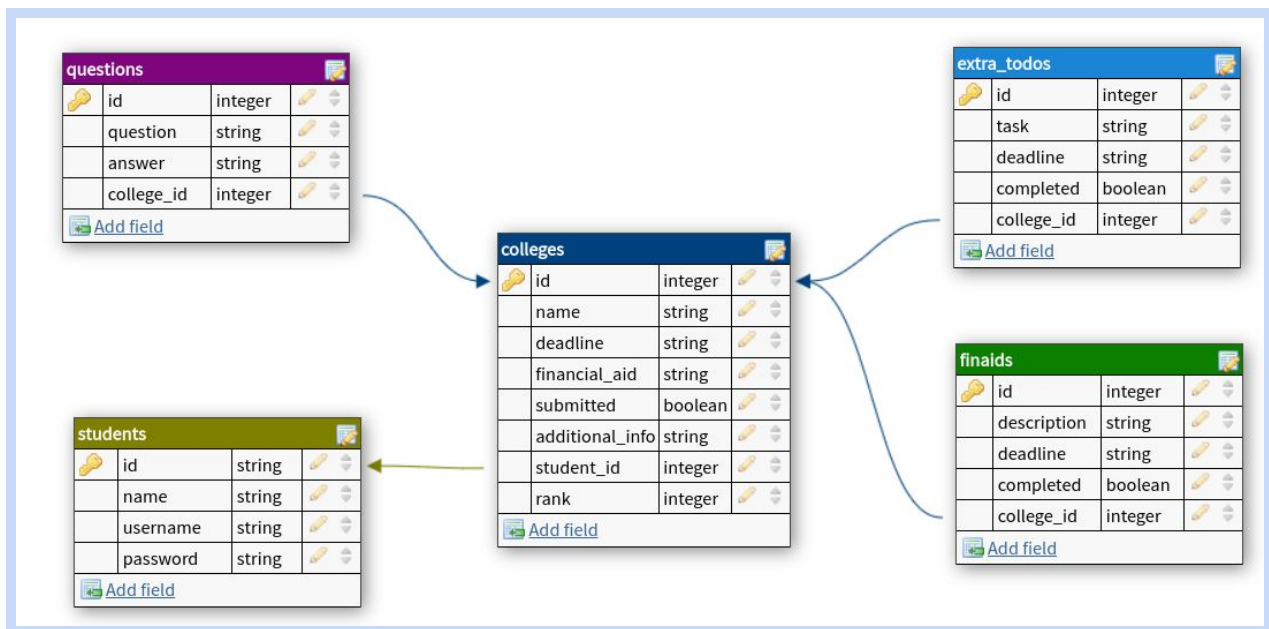 questions
id integer
question string
answer string
college_id integer
Add field
extra_todos
id integer
task string
deadline string
completed boolean
college_id integer
Add field
colleges
id integer
name string
deadline string
financial_aid string
submitted boolean
additional_info string
student_id integer
rank integer
Add field
finaids
id integer
description string
deadline string
completed boolean
college_id integer
Add field
students
id string
name string
username string
password string
Add field